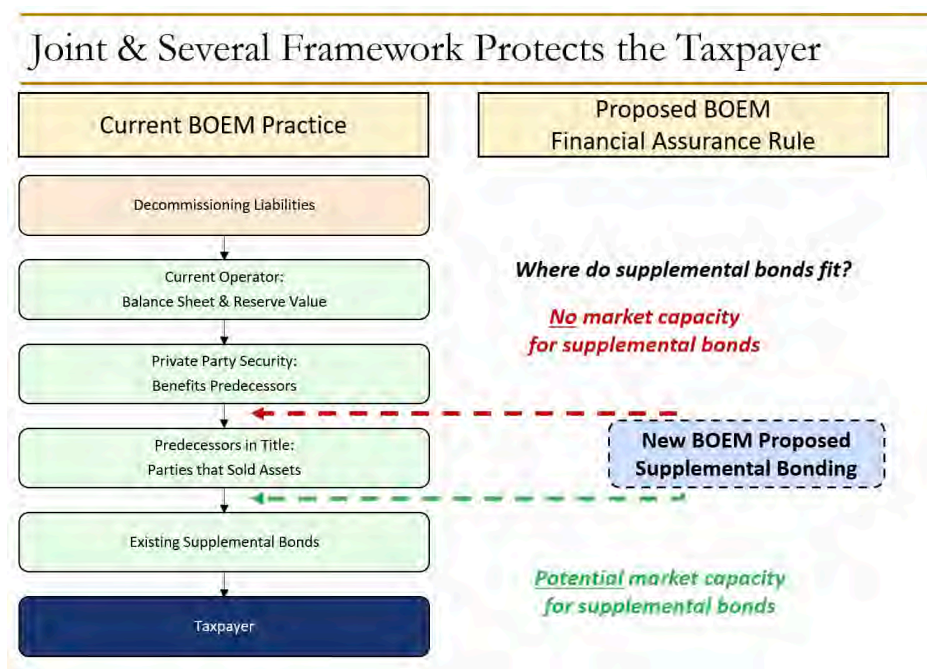 Joint & Several Framework Protects the Taxpayer
Current BOEM Practice
Proposed BOEM
Financial Assurance Rule
Decommissioning Liabilities
Current Operator:
Balance Sheet & Reserve Value
Private Party Security:
Benefits Predecessors
Predecessors in Title:
Parties that Sold Assets
Existing Supplemental Bonds
Taxpayer
Where do supplemental bonds fit?
No market capacity
for supplemental bonds
New BOEM Proposed
Supplemental Bonding
Potential market capacity
for supplemental bonds